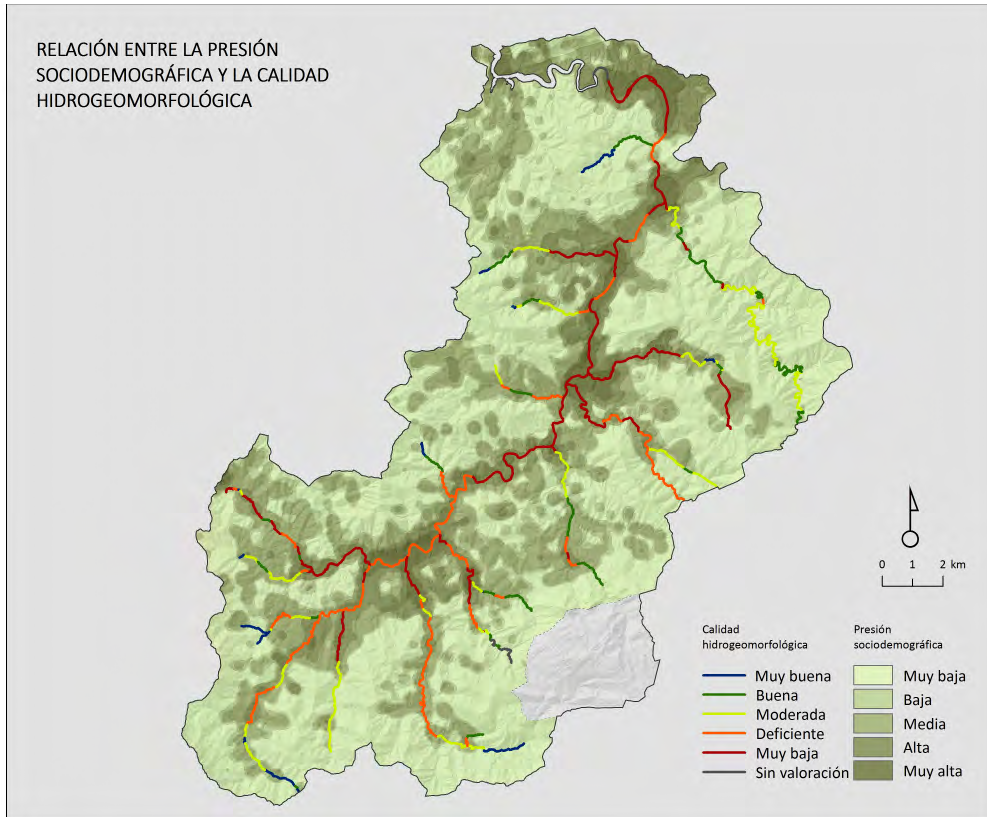 RELACIÓN ENTRE LA PRESIÓN
SOCIODEMOGRÁFICA Y LA CALIDAD
HIDROGEOMORFOLÓGICA
0 1 2 km
Calidad
hidrogeomorfológica
Muy buena
Buena
Moderada
Deficiente
Muy baja
Sin valoración
Presión
sociodemográfica
Muy baja
Baja
Media
Alta
Muy alta